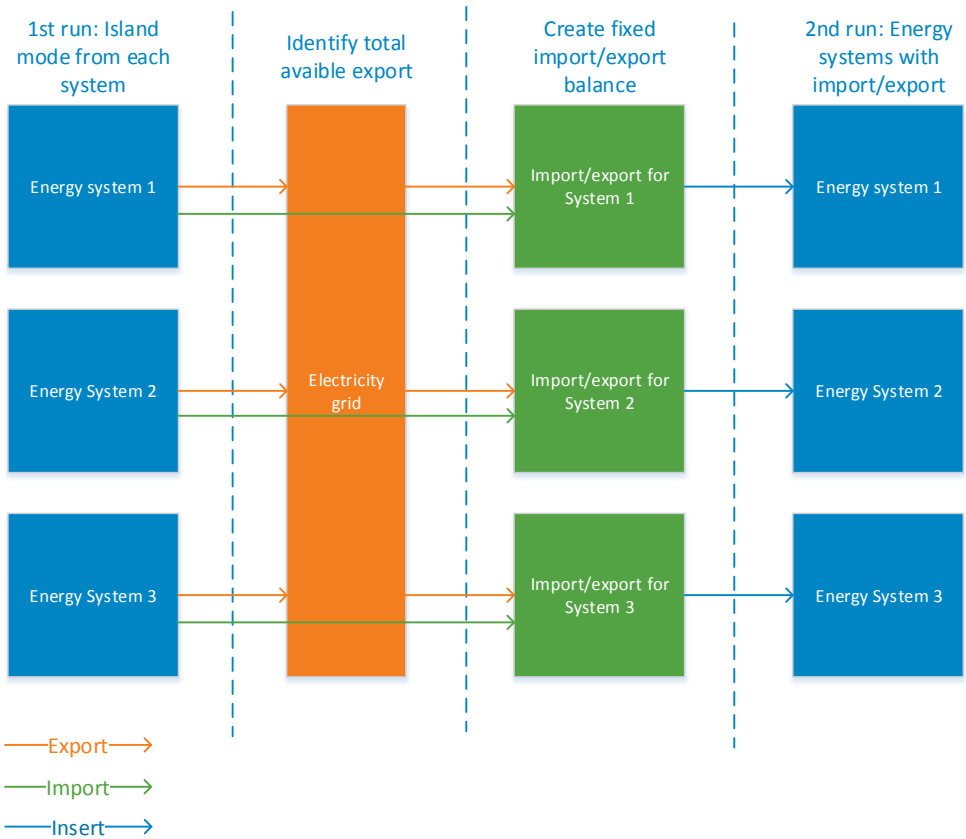 1st run: Island
mode from each
system
Identify total
avaible export
Create fixed
import/export
balance
2nd run: Energy
systems with
import/export
Energy system 1
Import/export for
System 1
Energy system 1
Energy System 2
Electricity
grid
Import/export for
System 2
Energy System 2
Energy System 3
Import/export for
System 3
Energy System 3
Export
Import
Insert